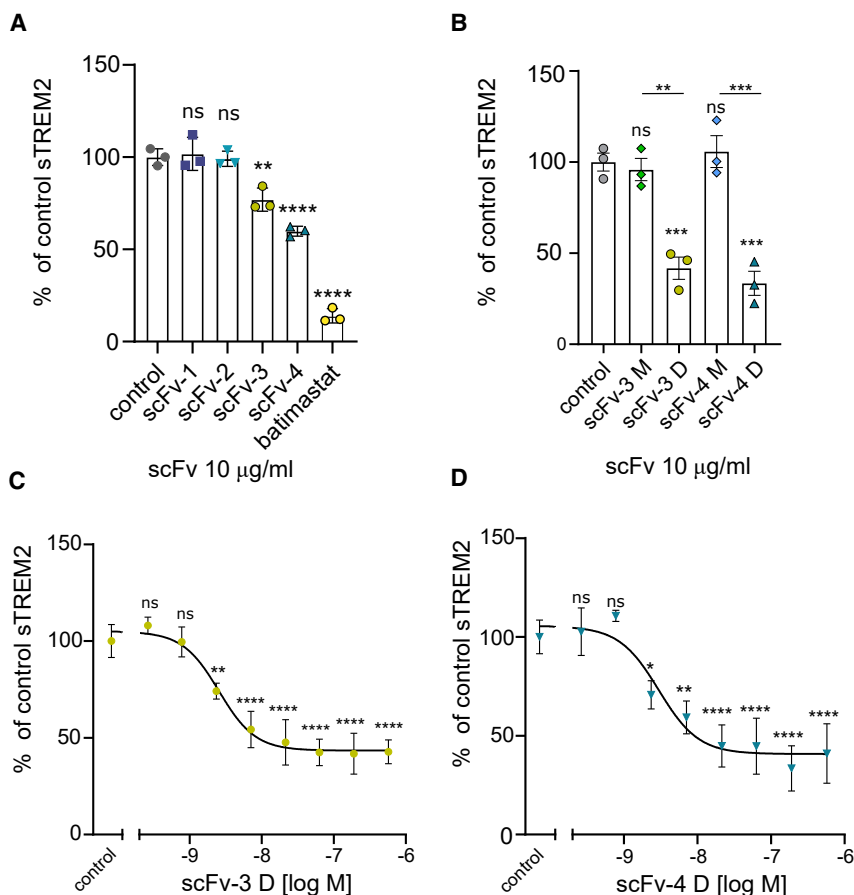 A
% of control sTREM2
150
100
50
0
ns
ns
**
****
****
control
scFv-1
scFv-2
scFv-3
scFv-4
batimastat
scFv 10 μg/ml
B
% of control sTREM2
150
100
50
0
**
***
ns
ns
***
***
control
scFv-3 M
scFv-3 D
scFv-4 M
scFv-4 D
scFv 10 μg/ml
C
% of control sTREM2
150
100
50
0
ns
ns
**
****
****
****
****
****
control
-9
-8
-7
-6
scFv-3 D [log M]
D
% of control sTREM2
150
100
50
0
ns
ns
*
**
****
****
****
****
control
-9
-8
-7
-6
scFv-4 D [log M]